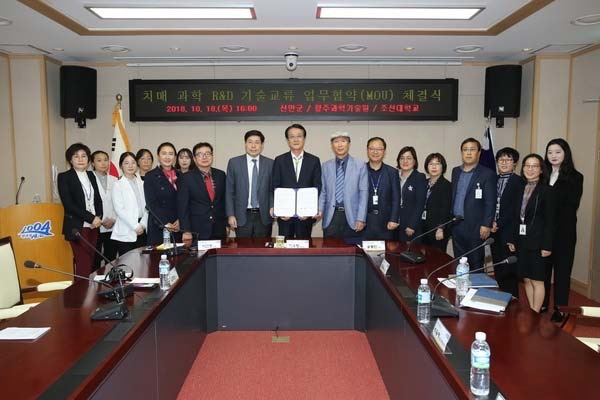 치매 과학 R&D 기술교류 업무협약(MOU) 체결식
2018.10.18.(목) 16:00 신안군 / 광주과학기술원 / 조선대학교
1004